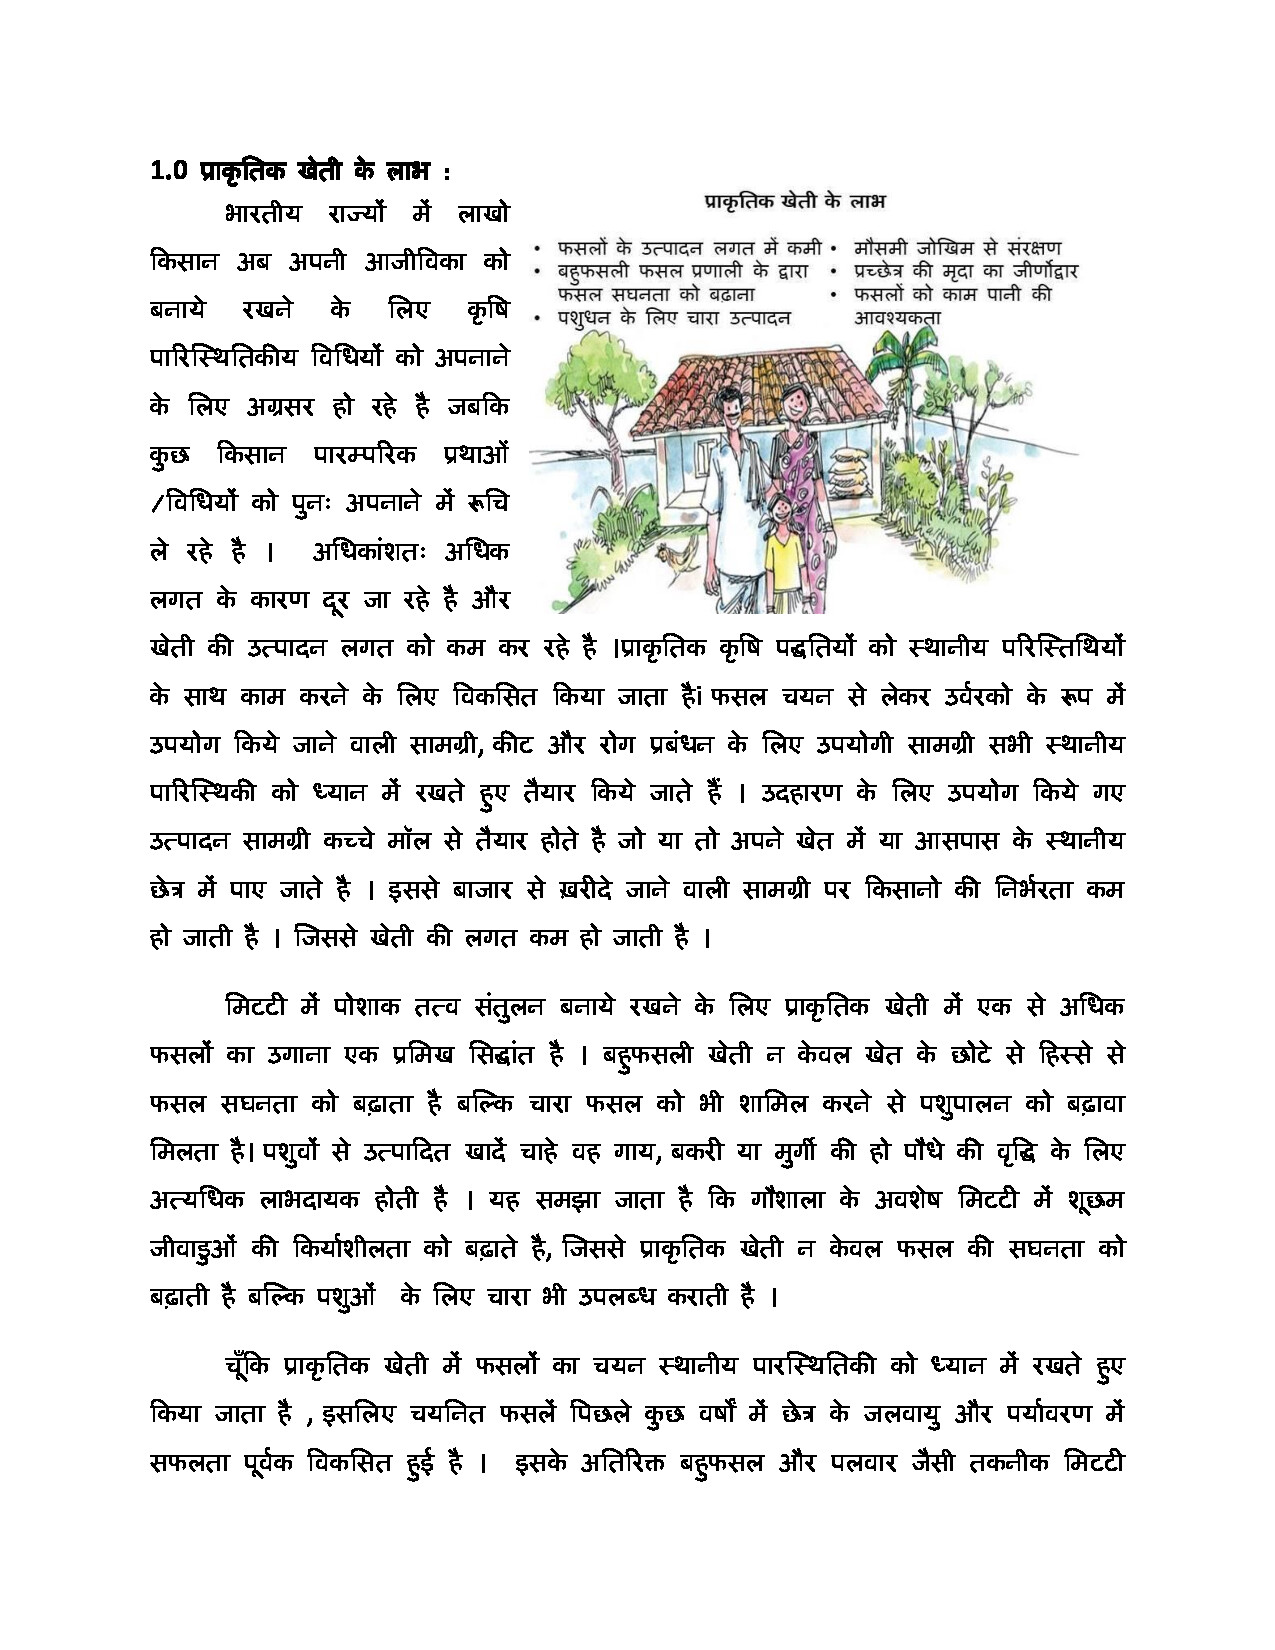 1.0 प्राकृतिक खेती के लाभ :
भारतीय राज्यों में लाखो
किसान अब अपनी आजीविका को
बनाये रखने के लिए कृषि
पारिस्थितिकीय विधियों को अपनाने
के लिए अग्रसर हो रहे है जबकि
कुछ किसान पारम्परिक प्रथाओं
/विधियों को पुनः अपनाने में रूचि
ले रहे है । अधिकांशतः अधिक
लगत के कारण दूर जा रहे है और
प्राकृतिक खेती के लाभ
• फसलों के उत्पादन लगत में कमी
• बहुफसली फसल प्रणाली के द्वारा
फसल सघनता को बढाना
• पशुधन के लिए चारा उत्पादन
• मौसमी जोखिम से संरक्षण
• प्रच्छेत्र की मृदा का जीर्णोद्वार
• फसलों को काम पानी की
आवश्यकता
खेती की उत्पादन लगत को कम कर रहे है ।प्राकृतिक कृषि पद्धतियों को स्थानीय परिस्तिथियों
के साथ काम करने के लिए विकसित किया जाता हैi फसल चयन से लेकर उर्वरको के रूप में
उपयोग किये जाने वाली सामग्री, कीट और रोग प्रबंधन के लिए उपयोगी सामग्री सभी स्थानीय
पारिस्थिकी को ध्यान में रखते हुए तैयार किये जाते हैं । उदहारण के लिए उपयोग किये गए
उत्पादन सामग्री कच्चे मॉल से तैयार होते है जो या तो अपने खेत में या आसपास के स्थानीय
छेत्र में पाए जाते है । इससे बाजार से ख़रीदे जाने वाली सामग्री पर किसानो की निर्भरता कम
हो जाती है । जिससे खेती की लगत कम हो जाती है ।
मिटटी में पोशाक तत्व संतुलन बनाये रखने के लिए प्राकृतिक खेती में एक से अधिक
फसलों का उगाना एक प्रमिख सिद्धांत है । बहुफसली खेती न केवल खेत के छोटे से हिस्से से
फसल सघनता को बढ़ाता है बल्कि चारा फसल को भी शामिल करने से पशुपालन को बढ़ावा
मिलता है। पशुवों से उत्पादित खादें चाहे वह गाय, बकरी या मुर्गी की हो पौधे की वृद्धि के लिए
अत्यधिक लाभदायक होती है । यह समझा जाता है कि गौशाला के अवशेष मिटटी में शूछम
जीवाडुओं की किर्याशीलता को बढ़ाते है, जिससे प्राकृतिक खेती न केवल फसल की सघनता को
बढ़ाती है बल्कि पशुओं के लिए चारा भी उपलब्ध कराती है ।
चूँकि प्राकृतिक खेती में फसलों का चयन स्थानीय पारस्थितिकी को ध्यान में रखते हुए
किया जाता है , इसलिए चयनित फसलें पिछले कुछ वर्षों में छेत्र के जलवायु और पर्यावरण में
सफलता पूर्वक विकसित हुई है । इसके अतिरिक्त बहुफसल और पलवार जैसी तकनीक मिटटी